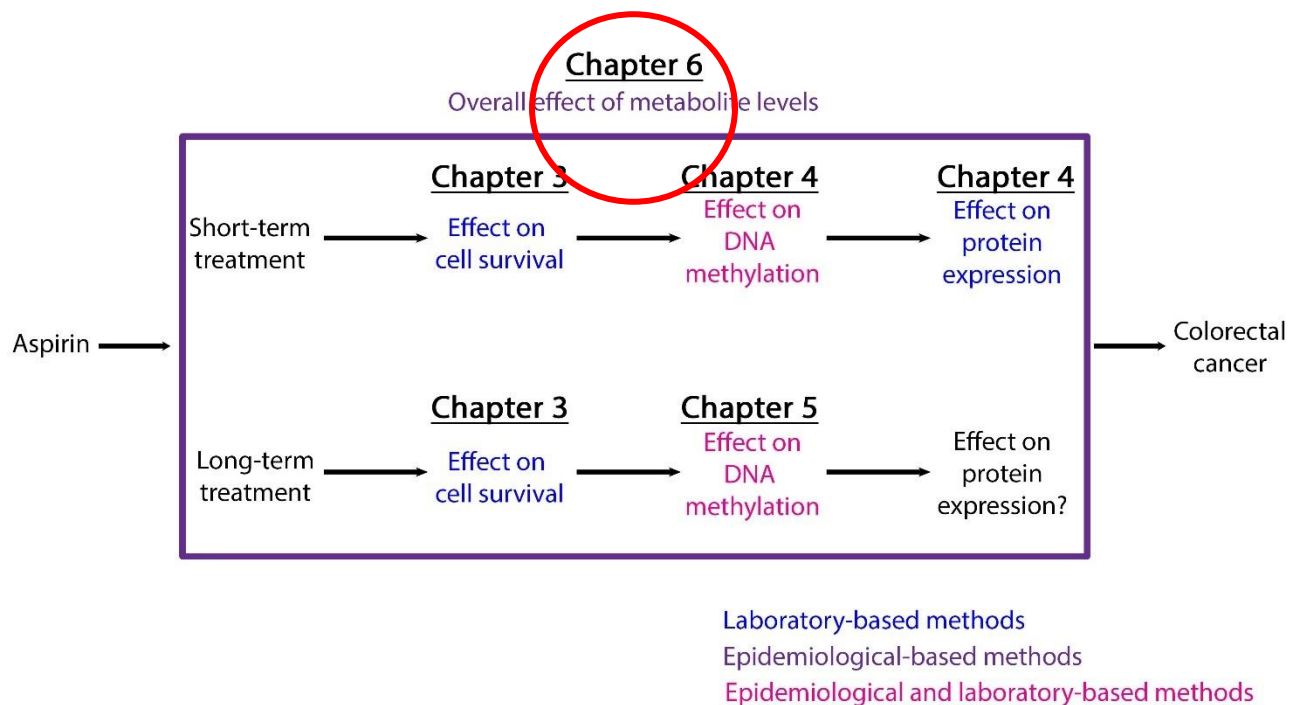 Chapter 6
Overall effect of metabolite levels
Chapter 3
Chapter 4
Chapter 4
Short-term
treatment
Effect on
cell survival
Effect on
DNA
methylation
Effect on
protein
expression
Aspirin
Colorectal
cancer
Chapter 3
Chapter 5
Long-term
treatment
Effect on
cell survival
Effect on
DNA
methylation
Effect on
protein
expression?
Laboratory-based methods
Epidemiological-based methods
Epidemiological and laboratory-based methods